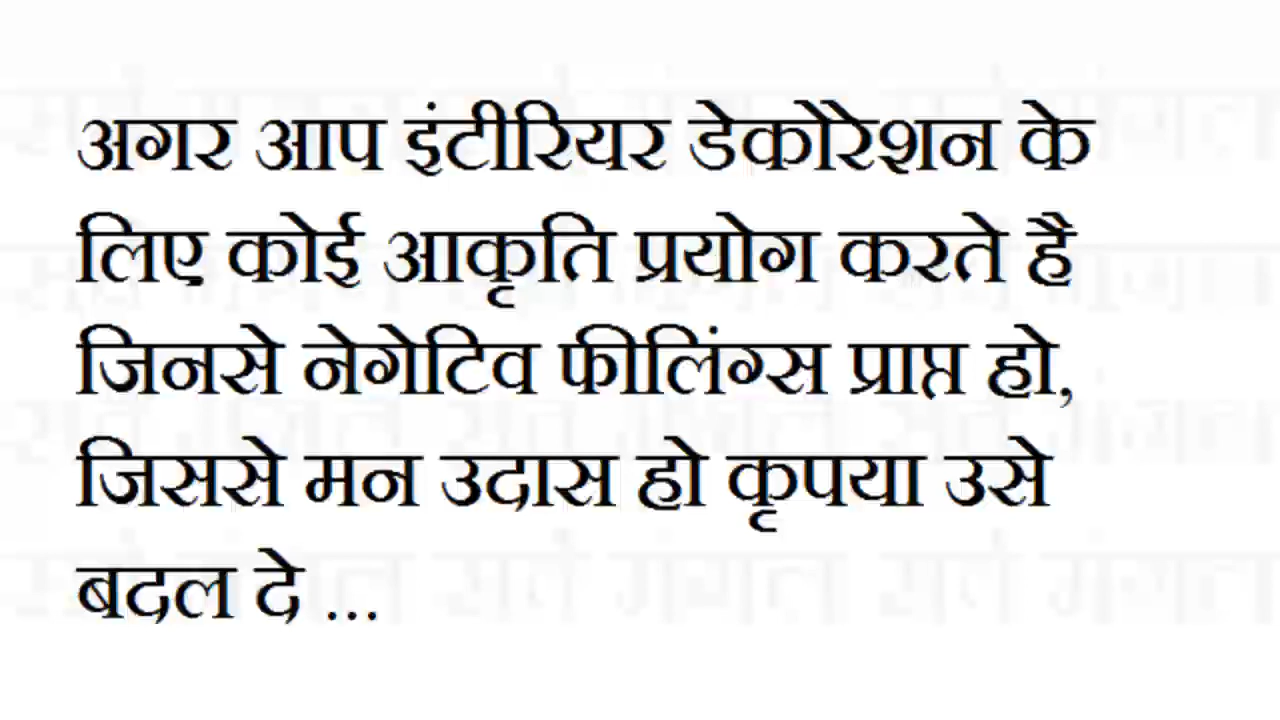 अगर आप इंटीरियर डेकोरेशन के
लिए कोई आकृति प्रयोग करते है
जिनसे नेगेटिव फीलिंग्स प्राप्त हो,
जिससे मन उदास हो कृपया उसे
बदल दे ...